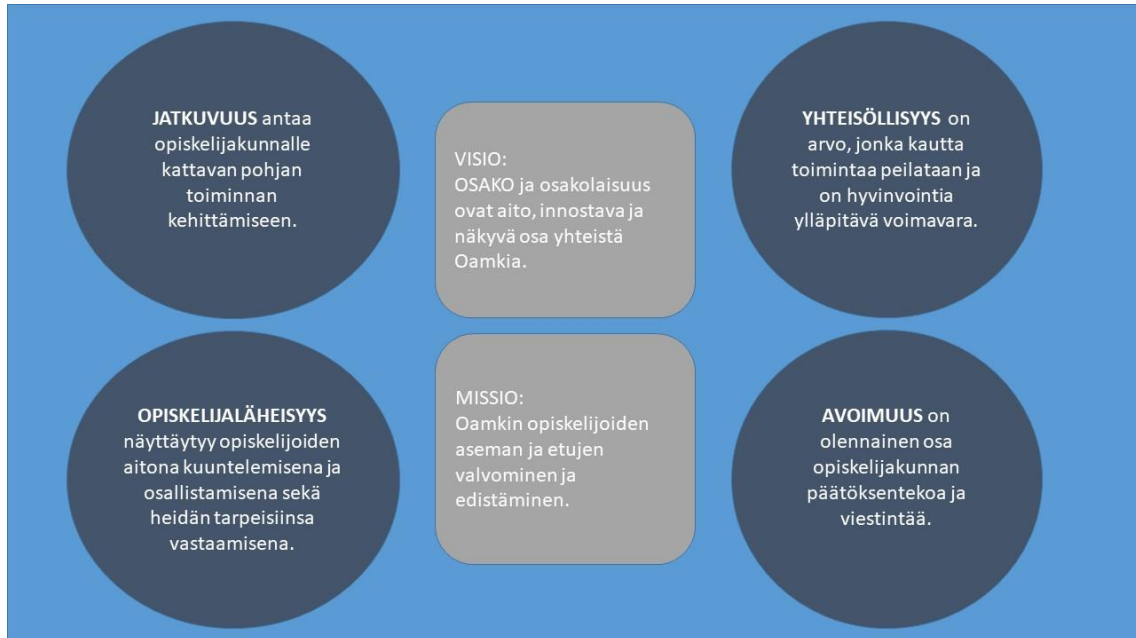 JATKUVUUS antaa
opiskelijakunnalle
kattavan pohjan
toiminnan
kehittämiseen.
VISIO:
OSAKO ja osakolaisuus
ovat aito, innostava ja
näkyvä osa yhteistä
Oamkia.
YHTEISÖLLISYYS on
arvo, jonka kautta
toimintaa peilataan ja
on hyvinvointia
ylläpitävä voimavara.
OPISKELIJALÄHEISYYS
näyttäytyy opiskelijoiden
aitona kuuntelemisena ja
osallistamisena sekä
heidän tarpeisiinsa
vastaamisena.
MISSIO:
Oamkin opiskelijoiden
aseman ja etujen
valvominen ja
edistäminen.
AVOIMUUS on
olennainen osa
opiskelijakunnan
päätöksentekoa ja
viestintää.